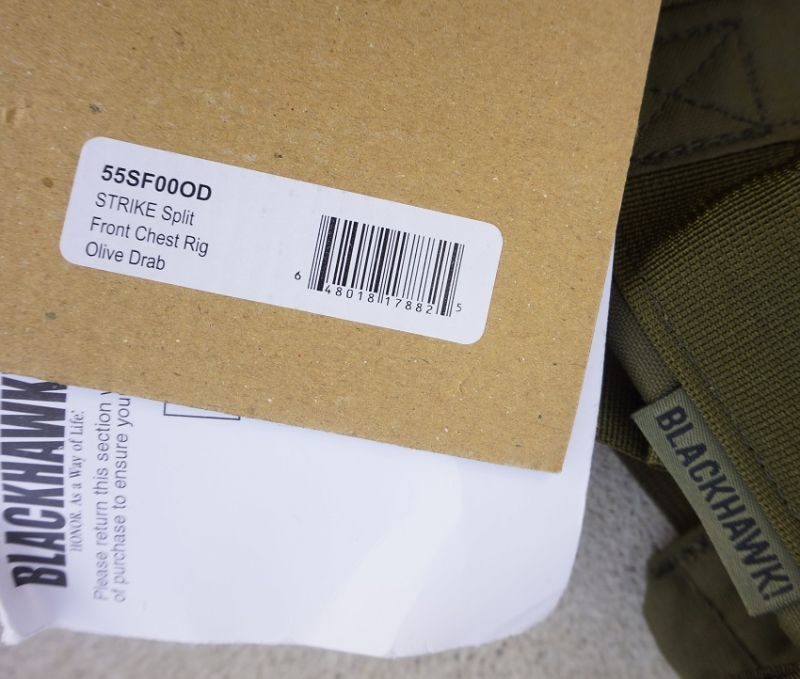 55SF00OD
STRIKE Split
Front Chest Rig
Olive Drab
6 48018 17882 5
BLACKHAWK
HONOR. As a Way of Life.
Please return this section
of purchase to ensure your
BLACKHAWK!